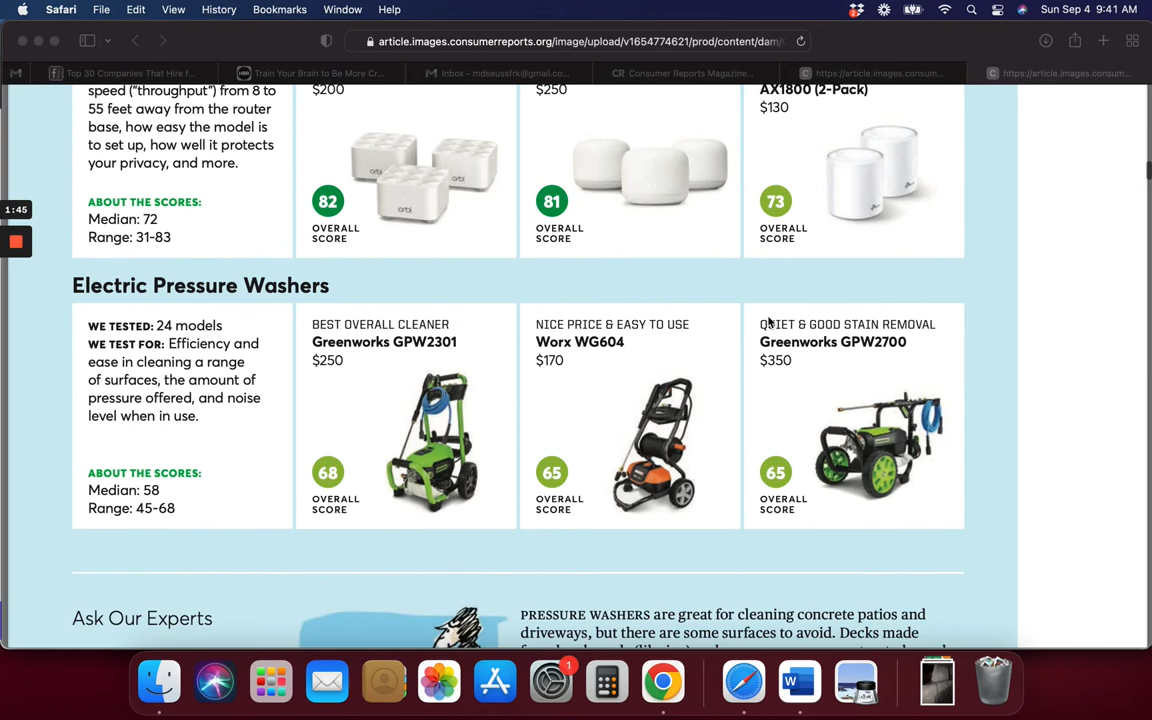 Safari File Edit View History Bookmarks Window Help Sun Sep 4 9:41 AM
article.images.consumerreports.org/image/upload/v1654774621/prod/content/dam/
Top 30 Companies That Hire f...
HBR Train Your Brain to Be More Cr...
Inbox – mdseussfrk@gmail.co...
CR Consumer Reports Magazine...
C https://article.images.consum...
C https://article.images.consum...
speed ("throughput") from 8 to
55 feet away from the router
base, how easy the model is
to set up, how well it protects
your privacy, and more.
ABOUT THE SCORES:
Median: 72
Range: 31-83
$200
orbi
orbi
82
OVERALL
SCORE
$250
81
OVERALL
SCORE
AX1800 (2-Pack)
$130
73
OVERALL
SCORE
1:45
Electric Pressure Washers
WE TESTED: 24 models
WE TEST FOR: Efficiency and
ease in cleaning a range
of surfaces, the amount of
pressure offered, and noise
level when in use.
ABOUT THE SCORES:
Median: 58
Range: 45-68
BEST OVERALL CLEANER
Greenworks GPW2301
$250
68
OVERALL
SCORE
NICE PRICE & EASY TO USE
Worx WG604
$170
65
OVERALL
SCORE
QUIET & GOOD STAIN REMOVAL
Greenworks GPW2700
$350
65
OVERALL
SCORE
Ask Our Experts
PRESSURE WASHERS are great for cleaning concrete patios and
driveways, but there are some surfaces to avoid. Decks made
1
W